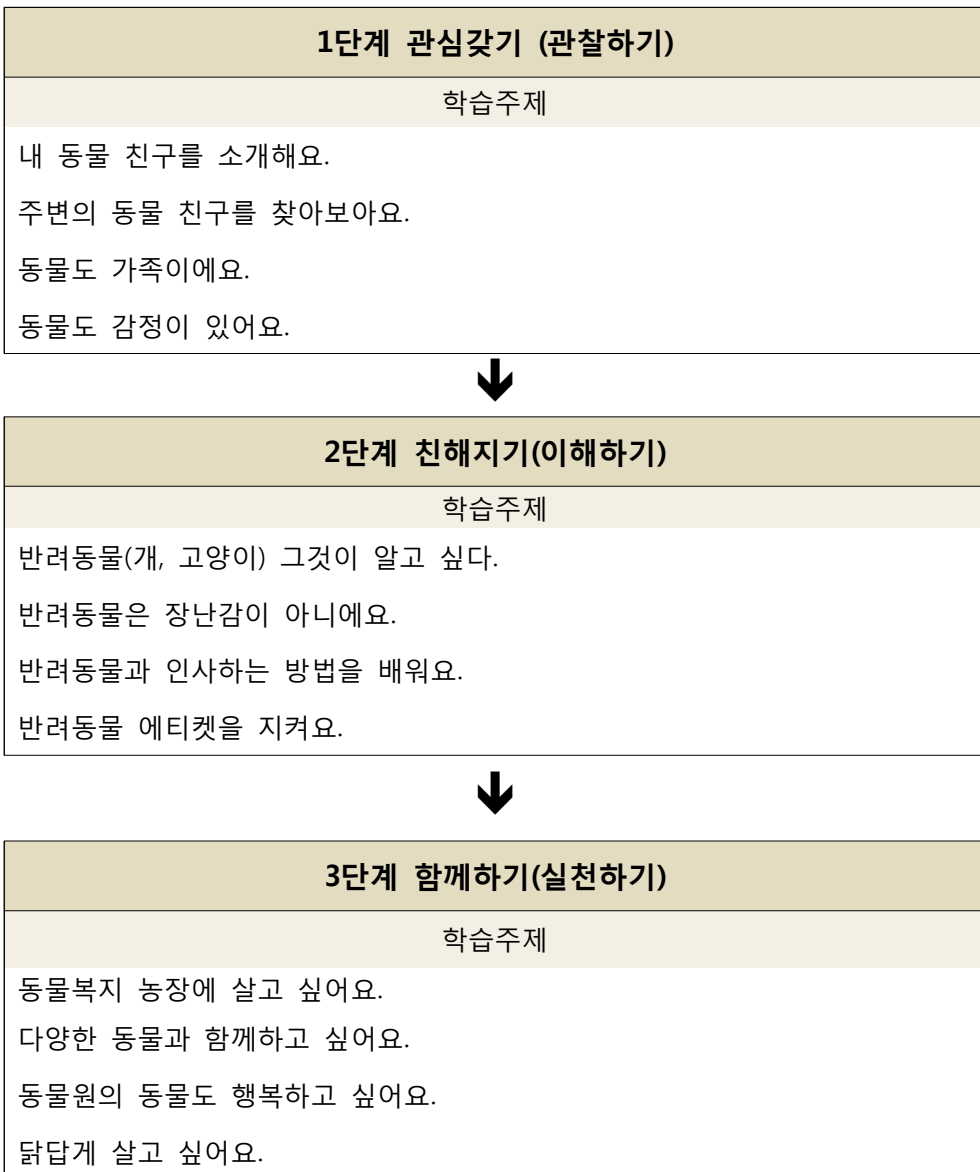 1단계 관심갖기 (관찰하기)
학습주제
내 동물 친구를 소개해요.
주변의 동물 친구를 찾아보아요.
동물도 가족이에요.
동물도 감정이 있어요.
2단계 친해지기(이해하기)
학습주제
반려동물(개, 고양이) 그것이 알고 싶다.
반려동물은 장난감이 아니에요.
반려동물과 인사하는 방법을 배워요.
반려동물 에티켓을 지켜요.
3단계 함께하기(실천하기)
학습주제
동물복지 농장에 살고 싶어요.
다양한 동물과 함께하고 싶어요.
동물원의 동물도 행복하고 싶어요.
닭답게 살고 싶어요.